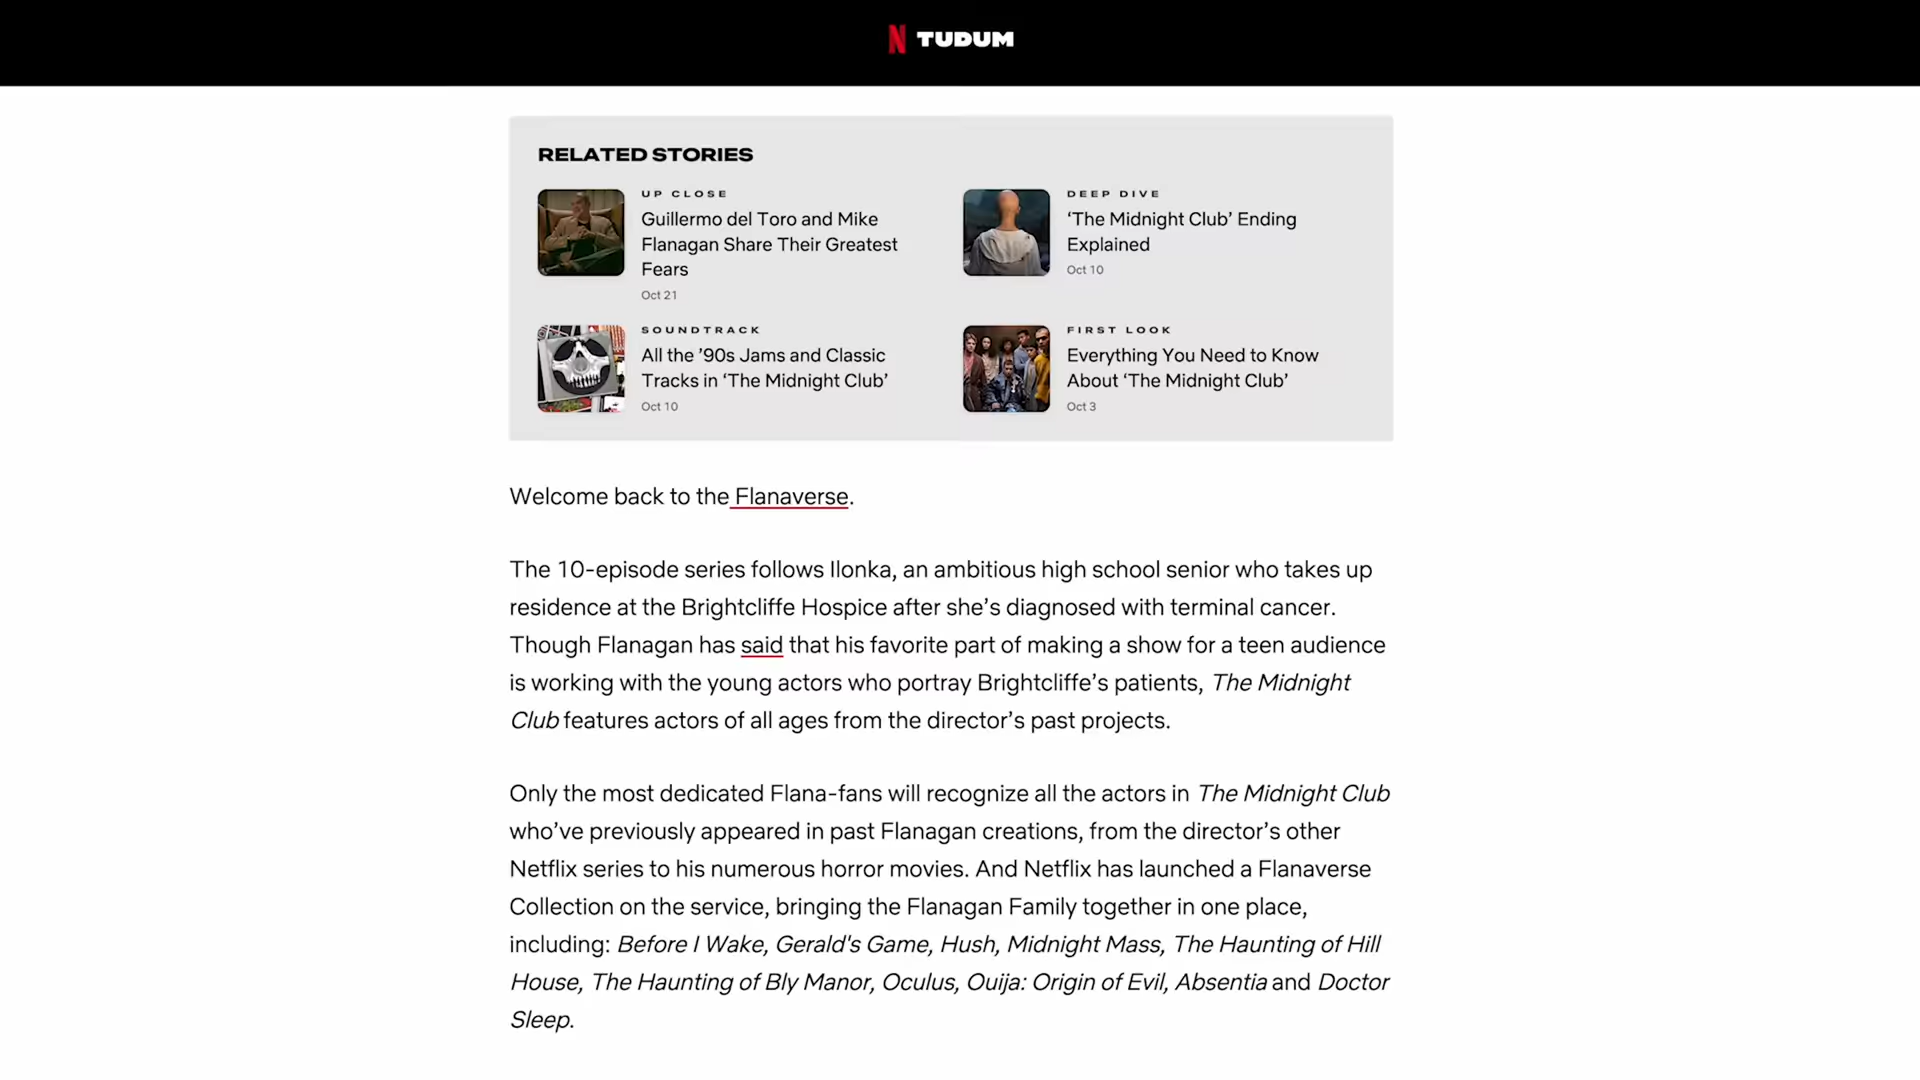 N TUDUM
RELATED STORIES
UP CLOSE
Guillermo del Toro and Mike
Flanagan Share Their Greatest
Fears
Oct 21
DEEP DIVE
‘The Midnight Club’ Ending
Explained
Oct 10
SOUNDTRACK
All the ’90s Jams and Classic
Tracks in ‘The Midnight Club’
Oct 10
FIRST LOOK
Everything You Need to Know
About ‘The Midnight Club’
Oct 3
Welcome back to the Flanaverse.
The 10-episode series follows Ilonka, an ambitious high school senior who takes up
residence at the Brightcliffe Hospice after she’s diagnosed with terminal cancer.
Though Flanagan has said that his favorite part of making a show for a teen audience
is working with the young actors who portray Brightcliffe’s patients, The Midnight
Club features actors of all ages from the director’s past projects.
Only the most dedicated Flana-fans will recognize all the actors in The Midnight Club
who’ve previously appeared in past Flanagan creations, from the director’s other
Netflix series to his numerous horror movies. And Netflix has launched a Flanaverse
Collection on the service, bringing the Flanagan Family together in one place,
including: Before I Wake, Gerald's Game, Hush, Midnight Mass, The Haunting of Hill
House, The Haunting of Bly Manor, Oculus, Ouija: Origin of Evil, Absentia and Doctor
Sleep.